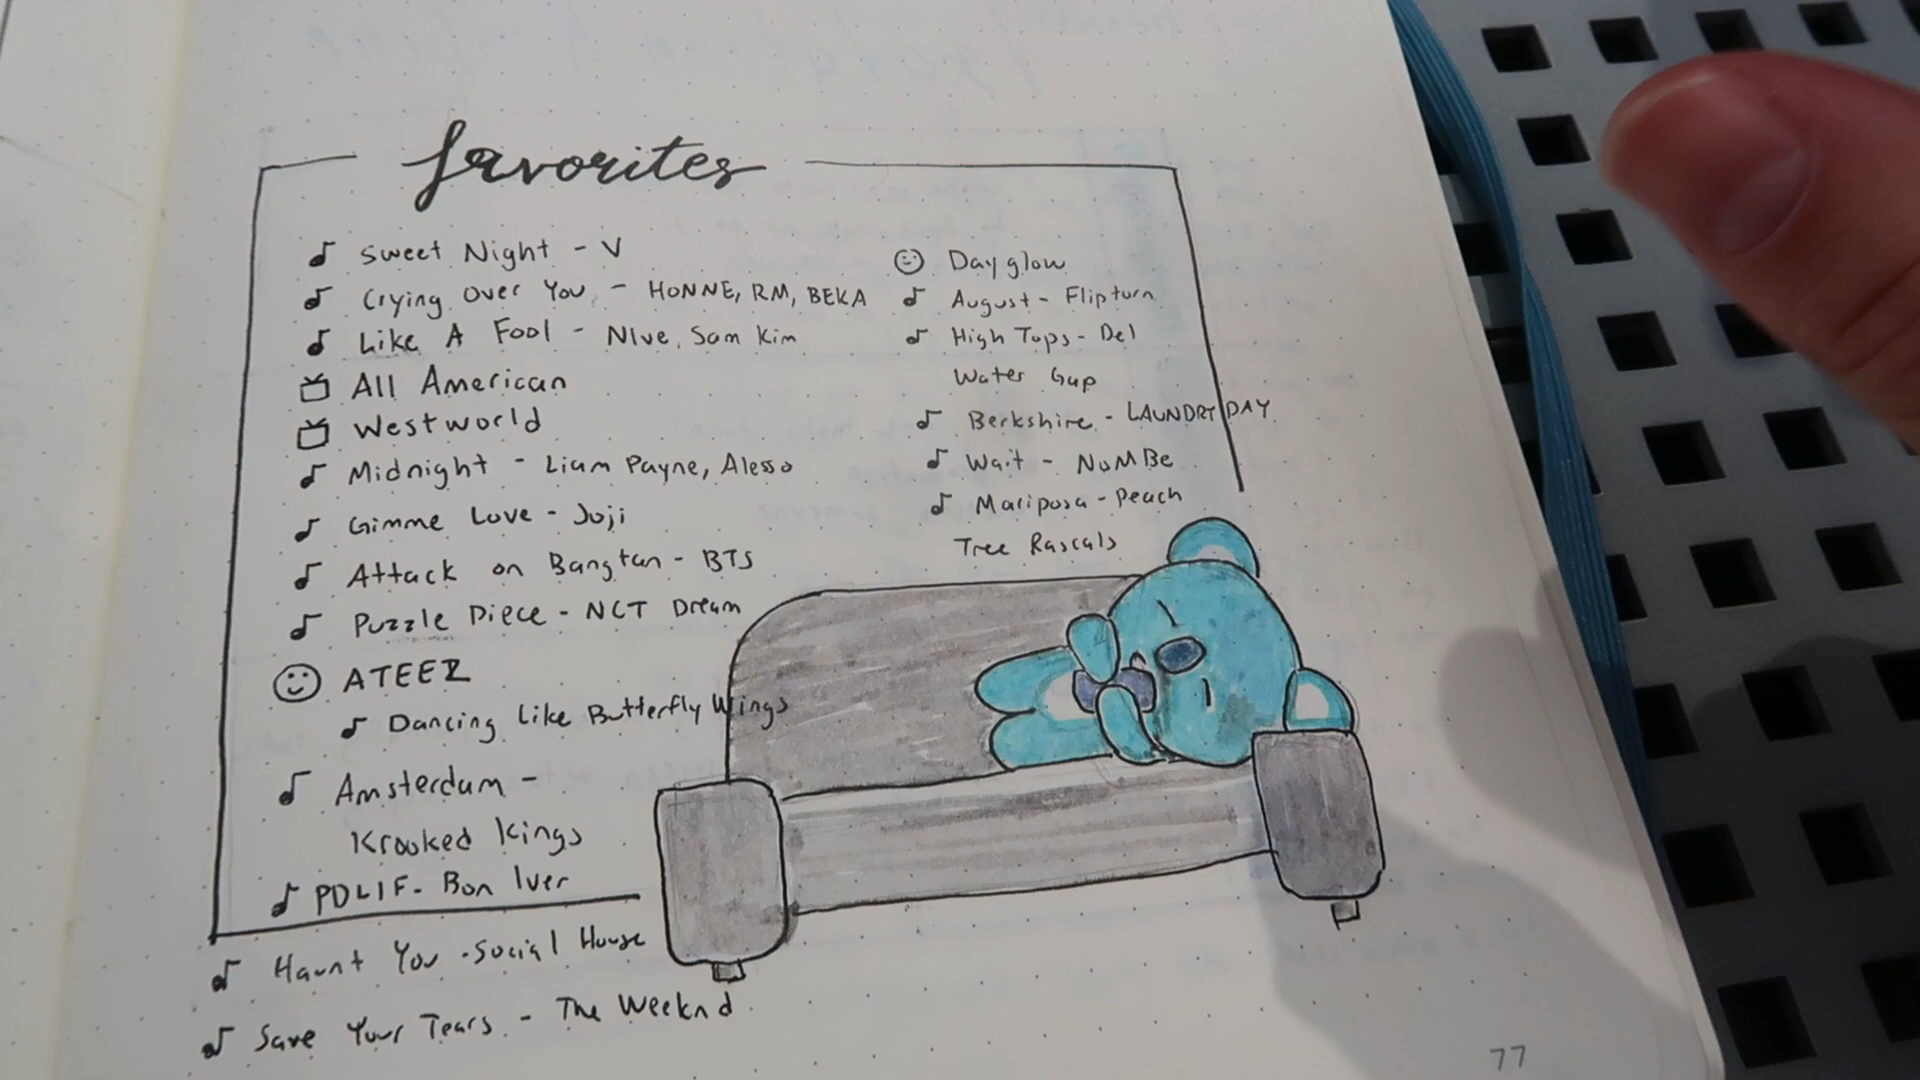 favorites
Sweet Night - V
Crying Over You - HONNE, RM, BEKA
Like A Fool - NIve, Sam Kim
All American
Westworld
Midnight - Liam Payne, Alesso
Gimme Love - Joji
Attack on Bangtan - BTS
Puzzle Piece - NCT Dream
ATEEZ
Dancing Like Butterfly Wings
Amsterdam -
Krooked Kings
PDLIF - Bon Iver
Haunt You - Social House
Save Your Tears - The Weeknd
Dayglow
August - Flipturn
High Tops - Del
Water Gap
Berkshire - LAUNDRY DAY
Wait - NoMBe
Mariposa - Peach
Tree Rascals
77